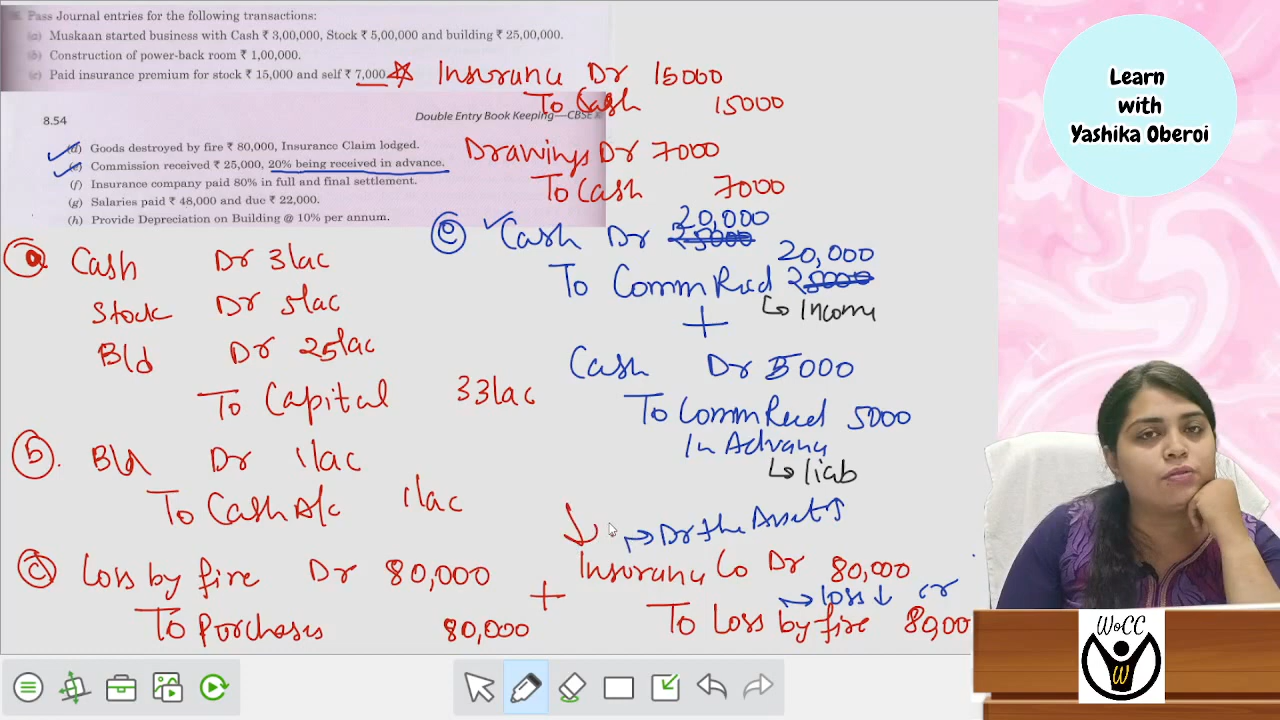 Pass Journal entries for the following transactions:
(a) Muskaan started business with Cash ₹ 3,00,000, Stock ₹ 5,00,000 and building ₹ 25,00,000.
(b) Construction of power-back room ₹ 1,00,000.
(c) Paid insurance premium for stock ₹ 15,000 and self ₹ 7,000.
8.54
Double Entry Book Keeping—CBSE X
(d) Goods destroyed by fire ₹ 80,000, Insurance Claim lodged.
(e) Commission received ₹ 25,000, 20% being received in advance.
(f) Insurance company paid 80% in full and final settlement.
(g) Salaries paid ₹ 48,000 and due ₹ 22,000.
(h) Provide Depreciation on Building @ 10% per annum.
Insurance Dr 15000
To Cash 15000
Drawings Dr 7000
To Cash 7000
(a) Cash Dr 3lac
Stock Dr 5lac
Bld Dr 25lac
To Capital 33lac
(b). Bld Dr 1lac
To Cash A/c 1lac
(d) Loss by fire Dr 80,000
To Purchases 80,000
+
(e) Cash Dr 25000 20,000
To Comm Recd 25000 20,000
↳ Income
+
Cash Dr 5000
To Comm Recd 5000
In Advance
↳ liab
↓ → Dr the Asset ↑
Insurance Co Dr 80,000
→ loss ↓ cr
To Loss by fire 80,00
Learn
with
Yashika Oberoi
WoCC
W